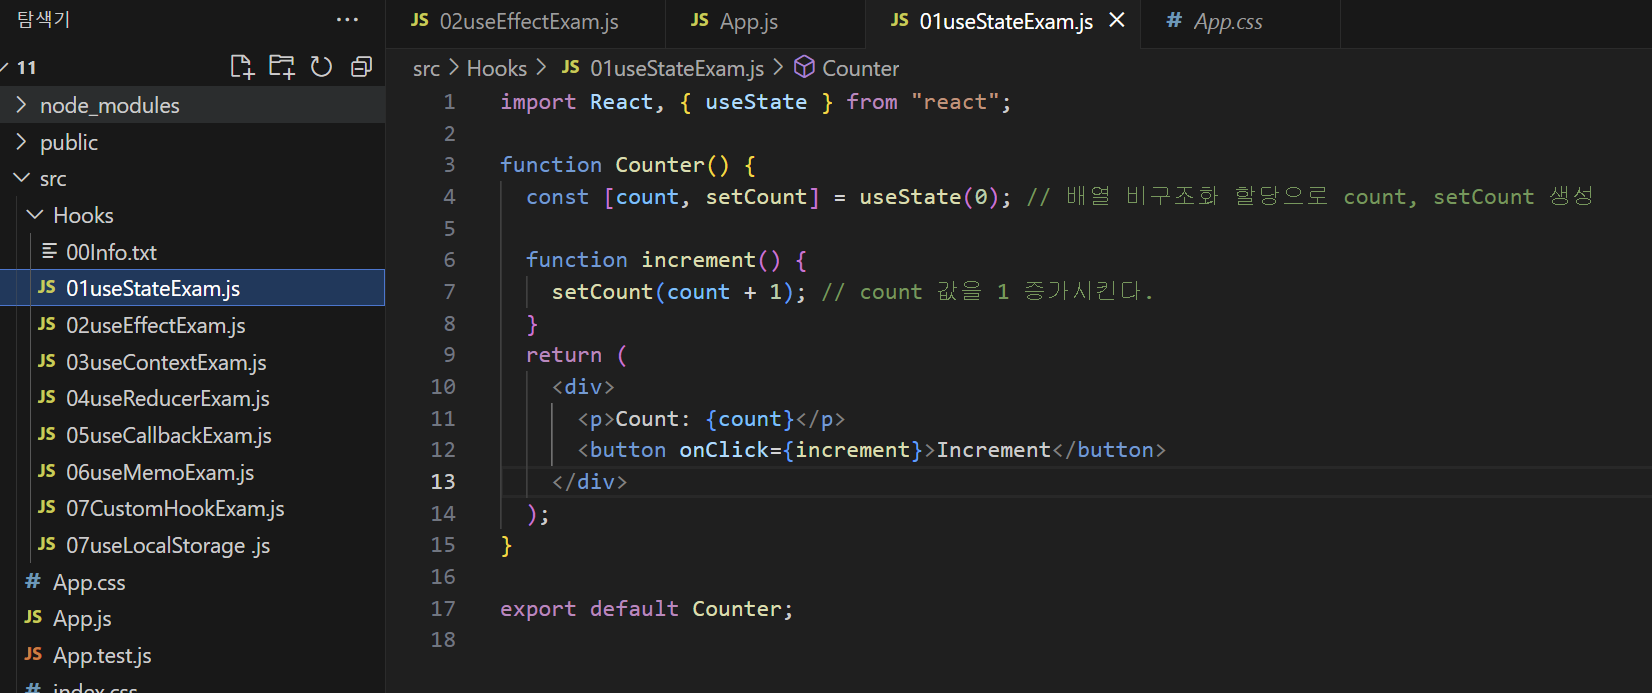 탐색기 ···
11
node_modules
public
src
Hooks
00Info.txt
JS 01useStateExam.js
JS 02useEffectExam.js
JS 03useContextExam.js
JS 04useReducerExam.js
JS 05useCallbackExam.js
JS 06useMemoExam.js
JS 07CustomHookExam.js
JS 07useLocalStorage .js
# App.css
JS App.js
JS App.test.js
# index.css
JS 02useEffectExam.js JS App.js JS 01useStateExam.js × # App.css
src > Hooks > JS 01useStateExam.js > Counter
1 import React, { useState } from "react";
2
3 function Counter() {
4   const [count, setCount] = useState(0); // 배열 비구조화 할당으로 count, setCount 생성
5
6   function increment() {
7     setCount(count + 1); // count 값을 1 증가시킨다.
8   }
9   return (
10     <div>
11       <p>Count: {count}</p>
12       <button onClick={increment}>Increment</button>
13     </div>
14   );
15 }
16
17 export default Counter;
18